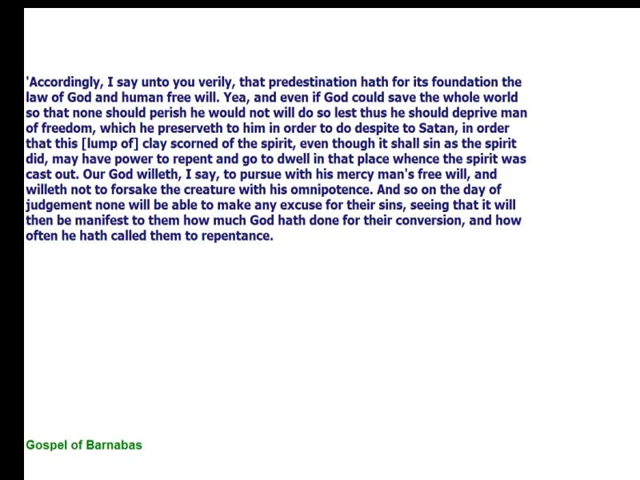 'Accordingly, I say unto you verily, that predestination hath for its foundation the
law of God and human free will. Yea, and even if God could save the whole world
so that none should perish he would not will do so lest thus he should deprive man
of freedom, which he preserveth to him in order to do despite to Satan, in order
that this [lump of] clay scorned of the spirit, even though it shall sin as the spirit
did, may have power to repent and go to dwell in that place whence the spirit was
cast out. Our God willeth, I say, to pursue with his mercy man's free will, and
willeth not to forsake the creature with his omnipotence. And so on the day of
judgement none will be able to make any excuse for their sins, seeing that it will
then be manifest to them how much God hath done for their conversion, and how
often he hath called them to repentance.
Gospel of Barnabas